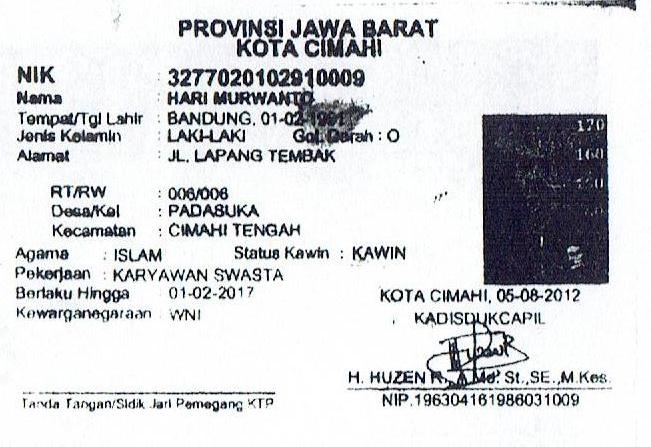 PROVINSI JAWA BARAT
KOTA CIMAHI
NIK : 3277020102910009
Nama : HARI MURWANTO
Tempat/Tgl Lahir : BANDUNG, 01-02-1991
Jenis Kelamin : LAKI-LAKI Gol. Darah : O
Alamat : JL. LAPANG TEMBAK
RT/RW : 006/006
Desa/Kel : PADASUKA
Kecamatan : CIMAHI TENGAH
Agama : ISLAM Status Kawin : KAWIN
Pekerjaan : KARYAWAN SWASTA
Berlaku Hingga : 01-02-2017
Kewarganegaraan : WNI
170
160
KOTA CIMAHI, 05-08-2012
KADISDUKCAPIL
H. HUZEN R., A.Md. St.,SE.,M.Kes.
NIP.196304161986031009
Tanda Tangan/Sidik Jari Pemegang KTP